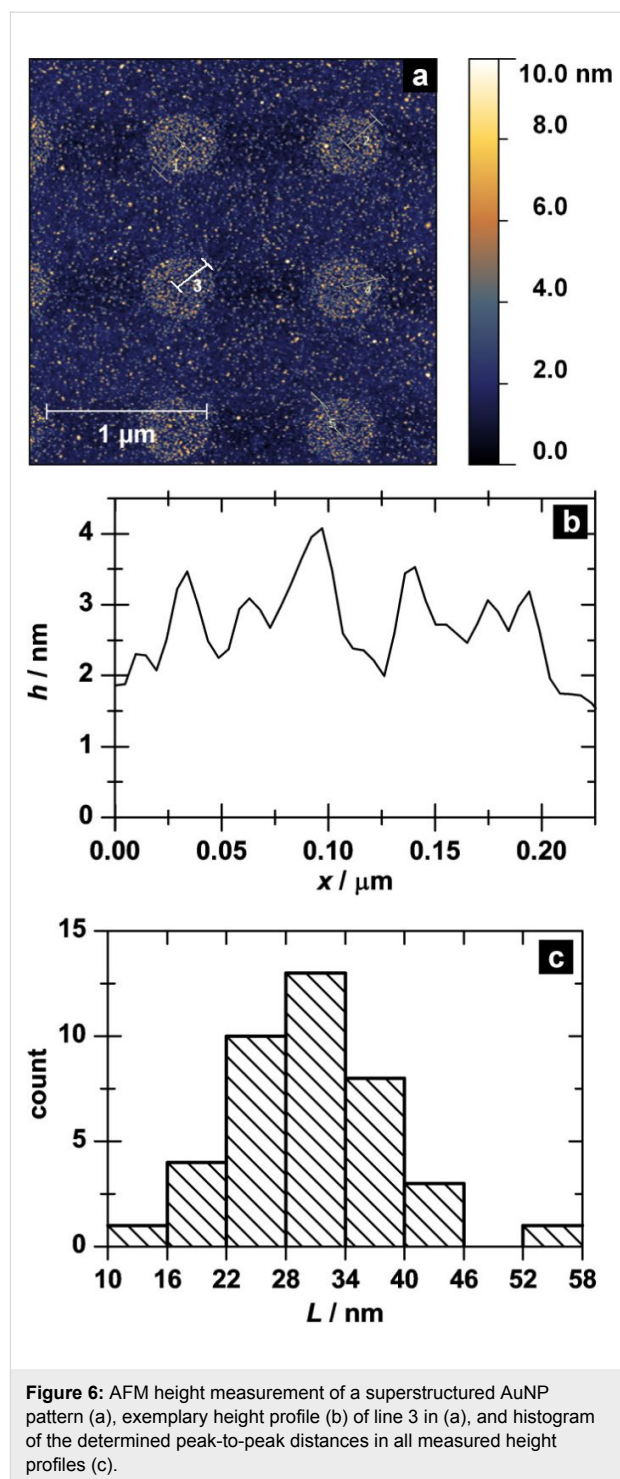 a
10.0 nm
8.0
6.0
4.0
2.0
0.0
1
2
3
4
5
1 μm
b
4
3
2
1
0
h / nm
0.00 0.05 0.10 0.15 0.20
x / μm
c
15
10
5
0
count
10 16 22 28 34 40 46 52 58
L / nm
Figure 6: AFM height measurement of a superstructured AuNP
pattern (a), exemplary height profile (b) of line 3 in (a), and histogram
of the determined peak-to-peak distances in all measured height
profiles (c).